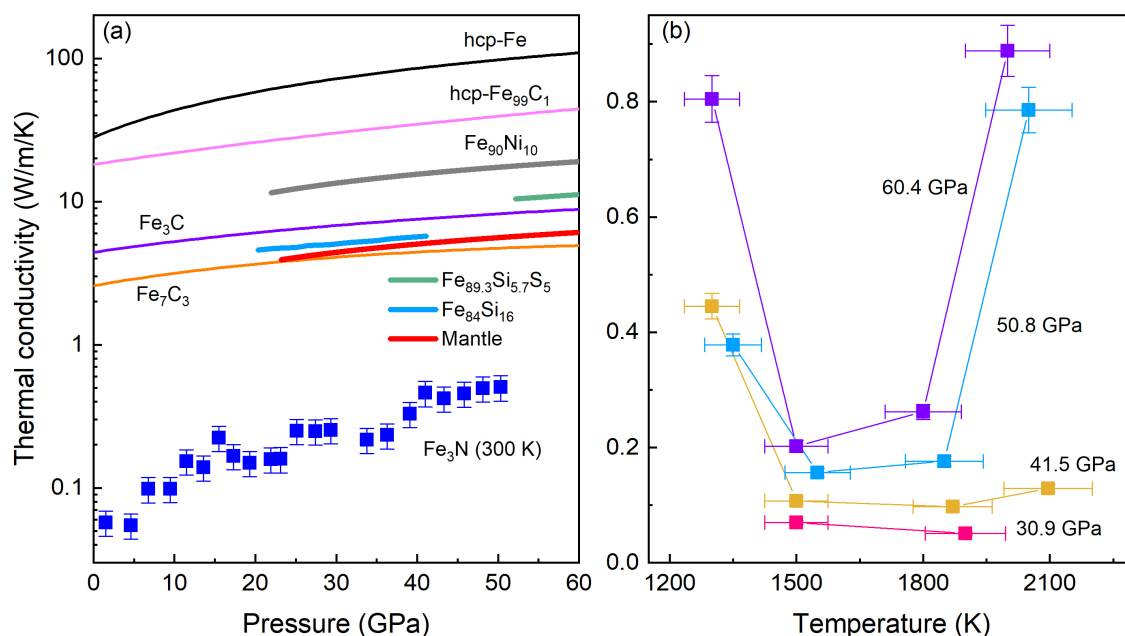 (a)
hcp-Fe
hcp-Fe₉₉C₁
Fe₉₀Ni₁₀
Fe₃C
Fe₇C₃
Fe₈₉.₃Si₅.₇S₅
Fe₈₄Si₁₆
Mantle
Fe₃N (300 K)
Thermal conductivity (W/m/K)
100
10
1
0.1
0 10 20 30 40 50 60
Pressure (GPa)
(b)
60.4 GPa
50.8 GPa
41.5 GPa
30.9 GPa
0.8
0.6
0.4
0.2
0.0
1200 1500 1800 2100
Temperature (K)